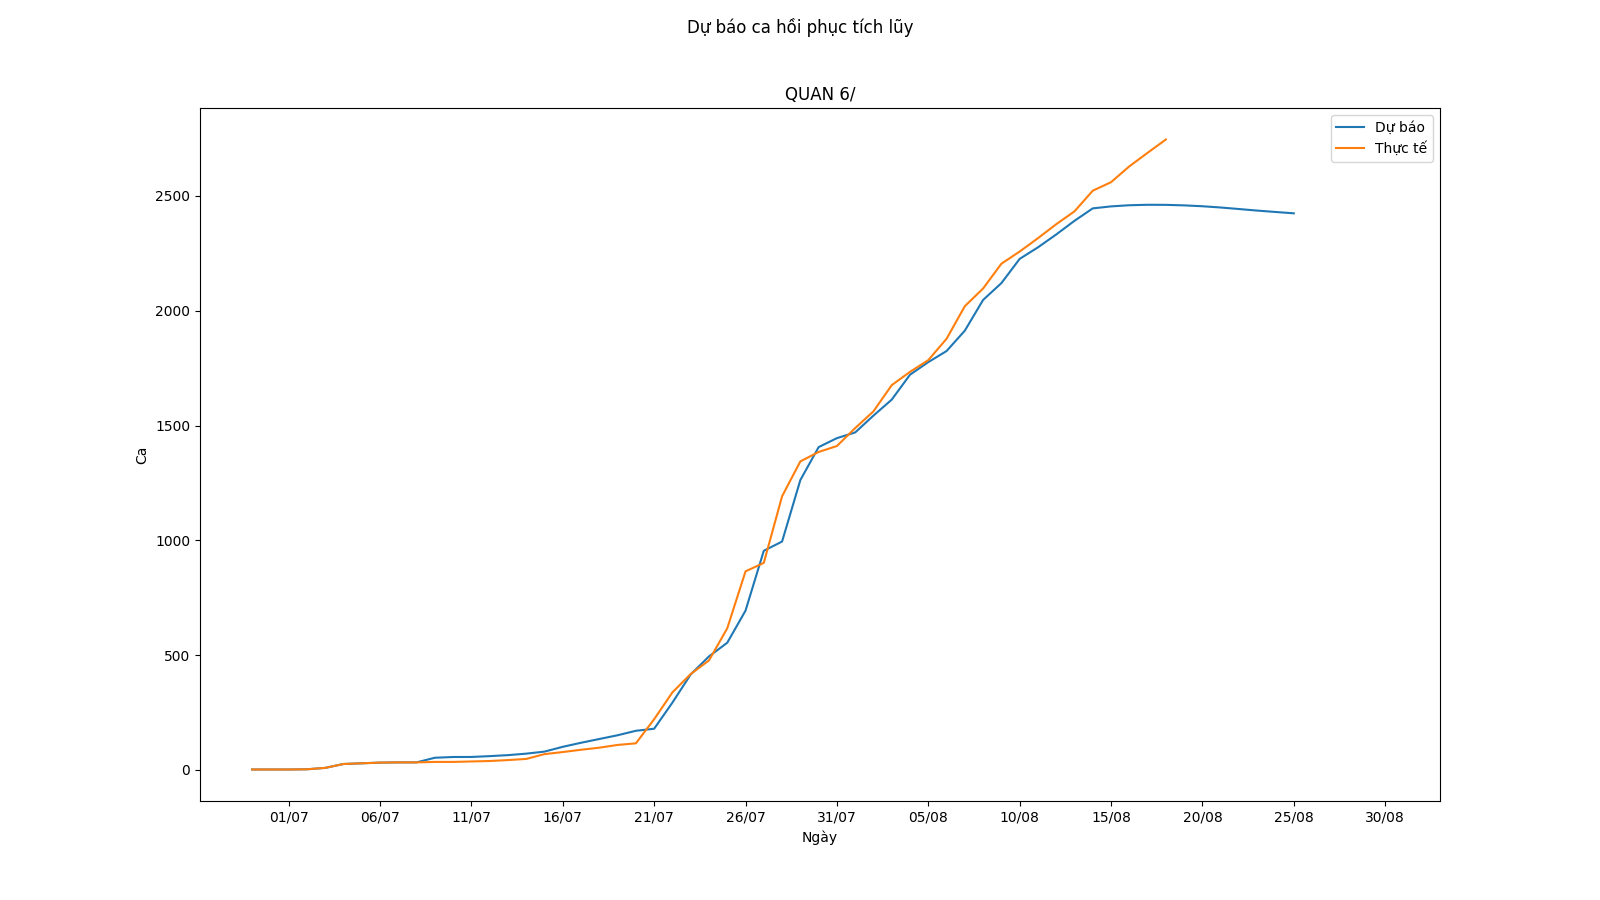 Dự báo ca hồi phục tích lũy
QUAN 6/
Dự báo
Thực tế
2500
2000
1500
1000
500
0
Ca
01/07 06/07 11/07 16/07 21/07 26/07 31/07 05/08 10/08 15/08 20/08 25/08 30/08
Ngày